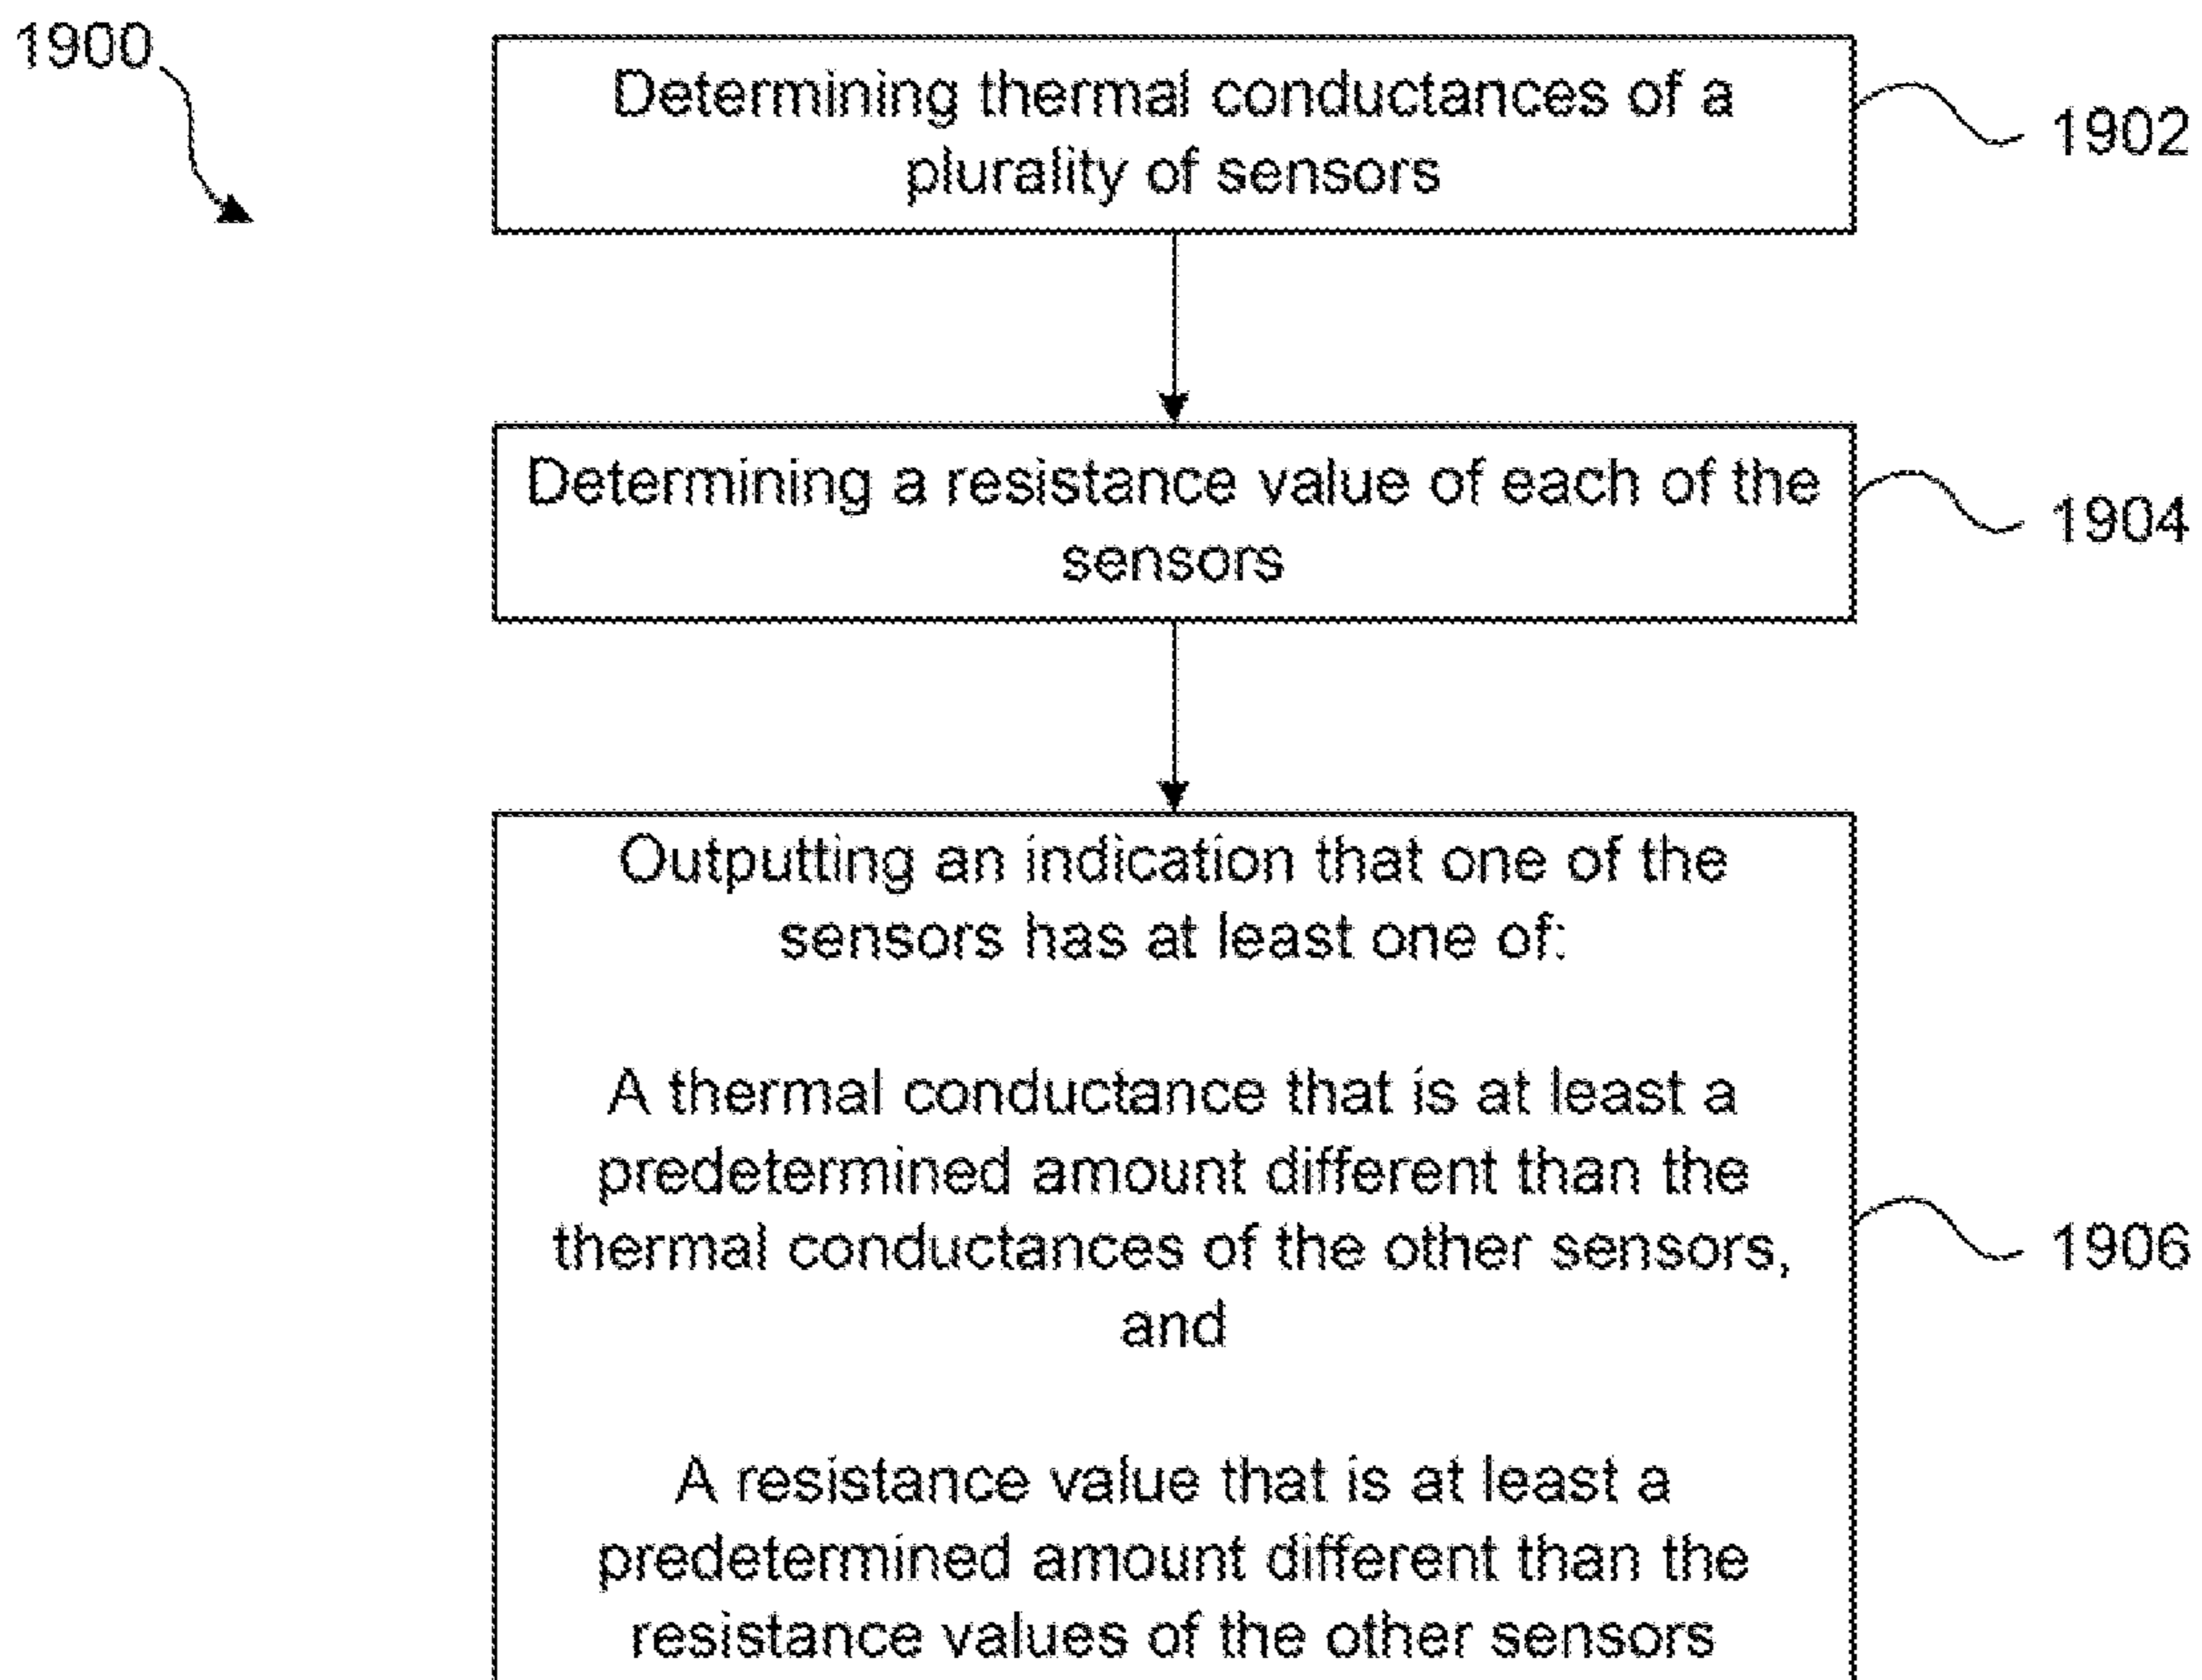 1900
Determining thermal conductances of a
plurality of sensors
1902
Determining a resistance value of each of the
sensors
1904
Outputting an indication that one of the
sensors has at least one of:
A thermal conductance that is at least a
predetermined amount different than the
thermal conductances of the other sensors,
and
A resistance value that is at least a
predetermined amount different than the
resistance values of the other sensors
1906